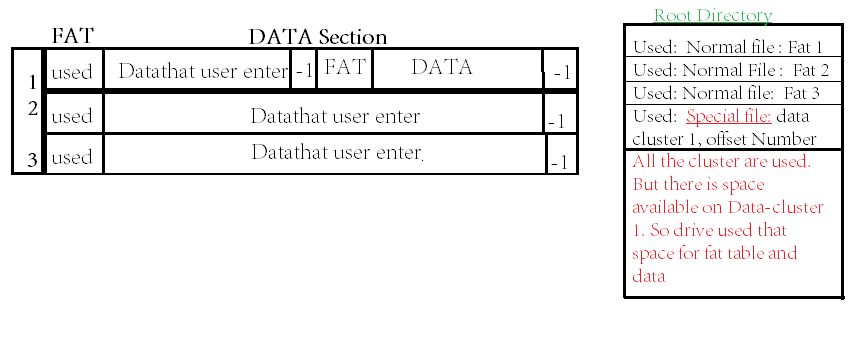 FAT
DATA Section
1 used Datathat user enter -1 FAT DATA -1
2 used Datathat user enter -1
3 used Datathat user enter. -1
Root Directory
Used: Normal file : Fat 1
Used: Normal File : Fat 2
Used: Normal file: Fat 3
Used: Special file: data
cluster 1, offset Number
All the cluster are used.
But there is space
available on Data-cluster
1. So drive used that
space for fat table and
data